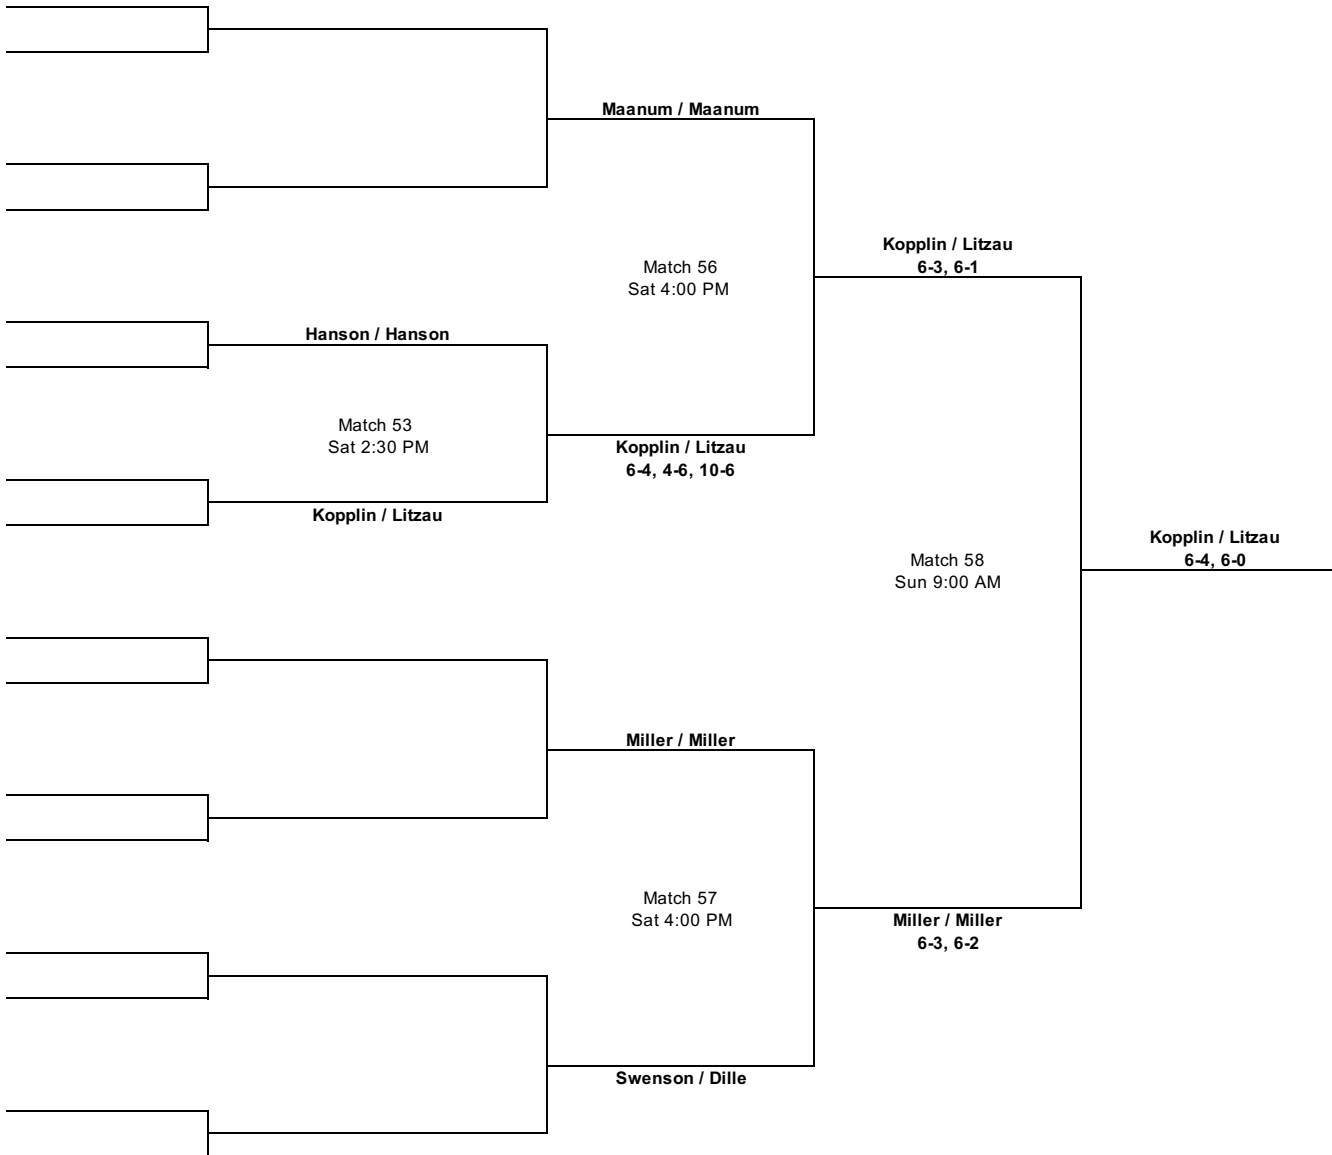 Maanum / Maanum
Kopplin / Litzau
6-3, 6-1
Match 56
Sat 4:00 PM
Hanson / Hanson
Match 53
Sat 2:30 PM
Kopplin / Litzau
6-4, 4-6, 10-6
Kopplin / Litzau
Kopplin / Litzau
6-4, 6-0
Match 58
Sun 9:00 AM
Miller / Miller
Match 57
Sat 4:00 PM
Miller / Miller
6-3, 6-2
Swenson / Dille